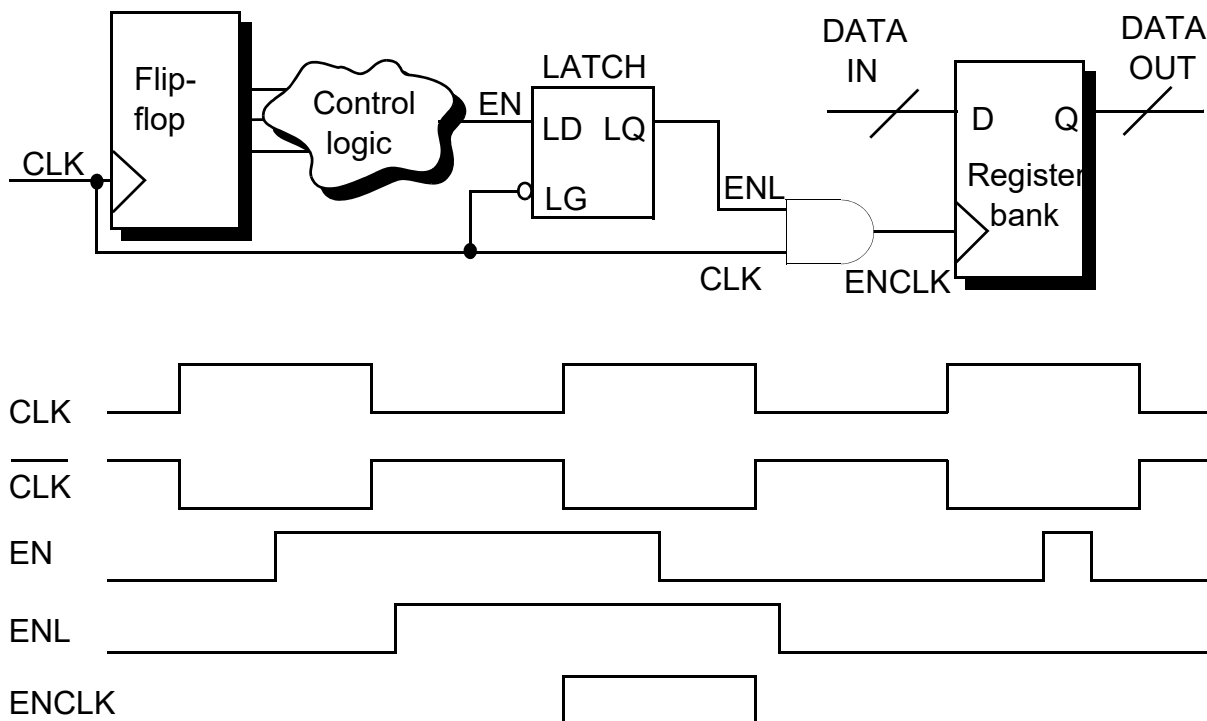 Flip-
flop
CLK
Control
logic
EN
LATCH
LD LQ
LG
ENL
CLK
ENCLK
DATA
IN
D Q
Register
bank
DATA
OUT
CLK
CLK
EN
ENL
ENCLK